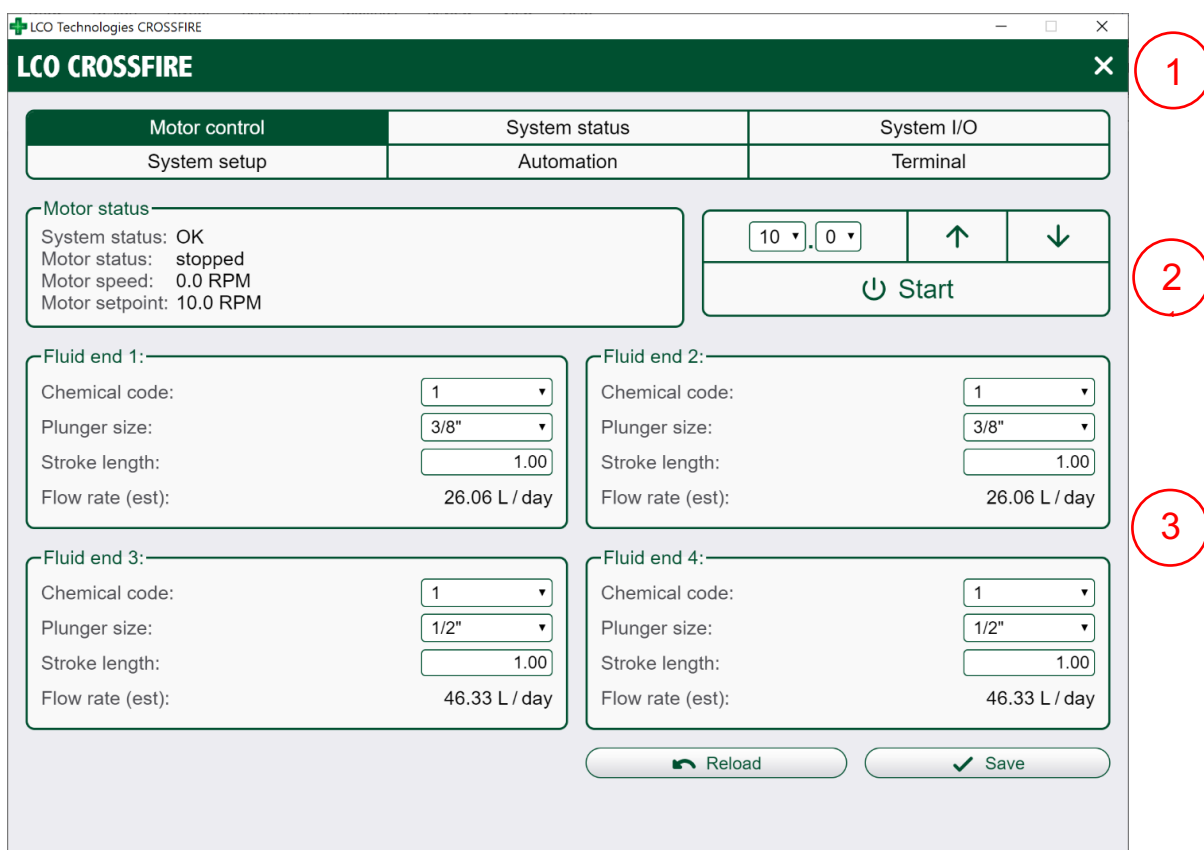 LCO Technologies CROSSFIRE
LCO CROSSFIRE
1
Motor control System status System I/O
System setup Automation Terminal
Motor status
System status: OK
Motor status: stopped
Motor speed: 0.0 RPM
Motor setpoint: 10.0 RPM
10 . 0
Start
2
Fluid end 1:
Chemical code: 1
Plunger size: 3/8"
Stroke length: 1.00
Flow rate (est): 26.06 L / day
Fluid end 2:
Chemical code: 1
Plunger size: 3/8"
Stroke length: 1.00
Flow rate (est): 26.06 L / day
3
Fluid end 3:
Chemical code: 1
Plunger size: 1/2"
Stroke length: 1.00
Flow rate (est): 46.33 L / day
Fluid end 4:
Chemical code: 1
Plunger size: 1/2"
Stroke length: 1.00
Flow rate (est): 46.33 L / day
Reload Save